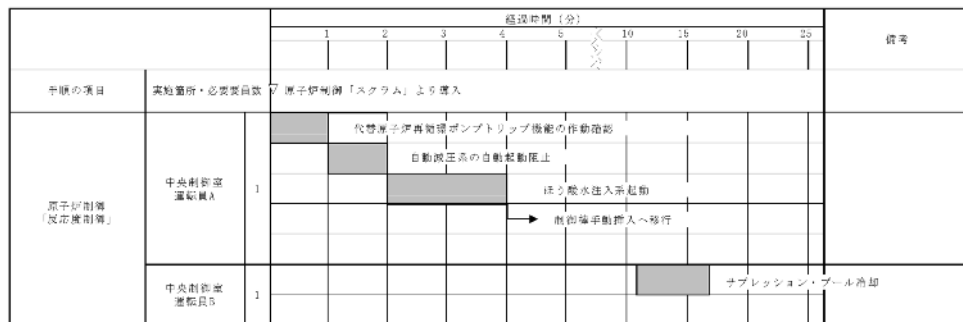 経過時間（分）
備考
1 2 3 4 5 10 15 20 25
手順の項目
実施箇所・必要要員数
▽ 原子炉制御「スクラム」より導入
原子炉制御
「反応度制御」
中央制御室
運転員A
1
代替原子炉再循環ポンプトリップ機能の作動確認
自動減圧系の自動起動阻止
ほう酸水注入系起動
制御棒手動挿入へ移行
中央制御室
運転員B
1
サプレッション・プール冷却